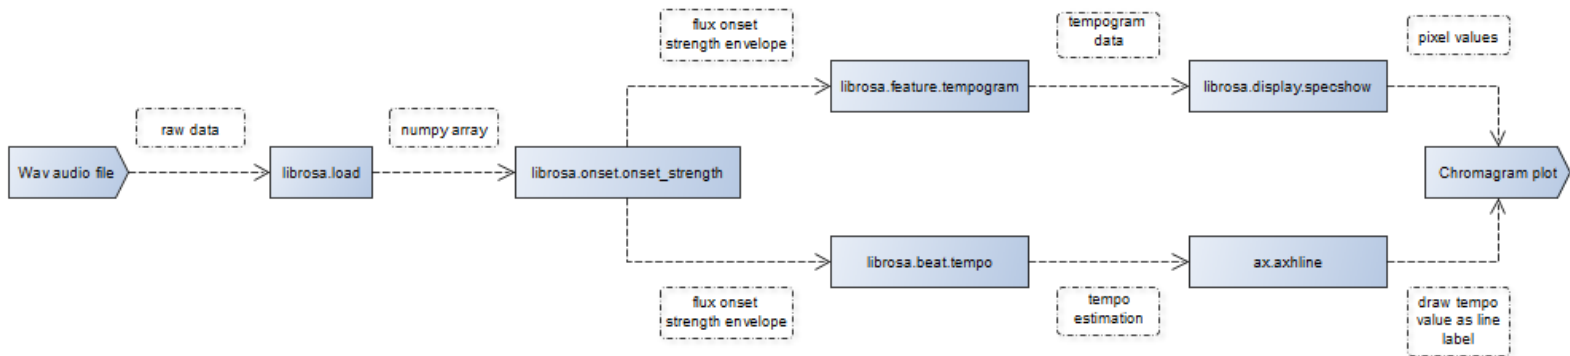 flux onset
strength envelope
tempogram
data
pixel values
librosa.feature.tempogram
librosa.display.specshow
raw data
numpy array
Wav audio file
librosa.load
librosa.onset.onset_strength
Chromagram plot
librosa.beat.tempo
ax.axhline
flux onset
strength envelope
tempo
estimation
draw tempo
value as line
label